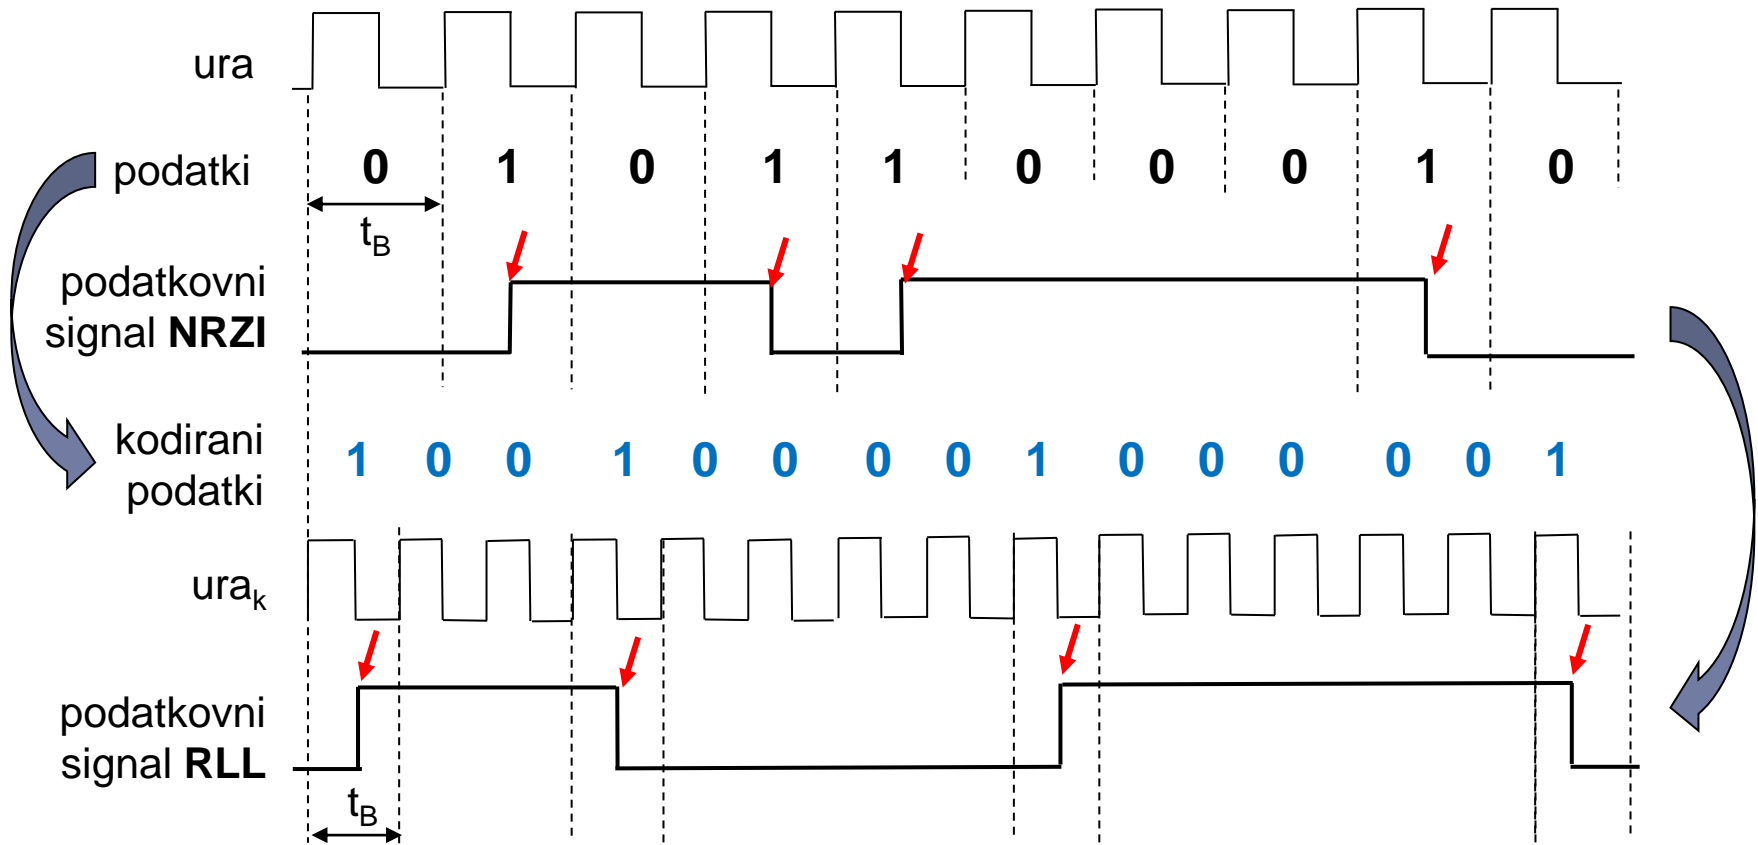 ura
podatki 0 1 0 1 1 0 0 0 1 0
tB
podatkovni
signal NRZI
kodirani
podatki
1 0 0 1 0 0 0 0 1 0 0 0 0 0 1
urak
podatkovni
signal RLL
tB